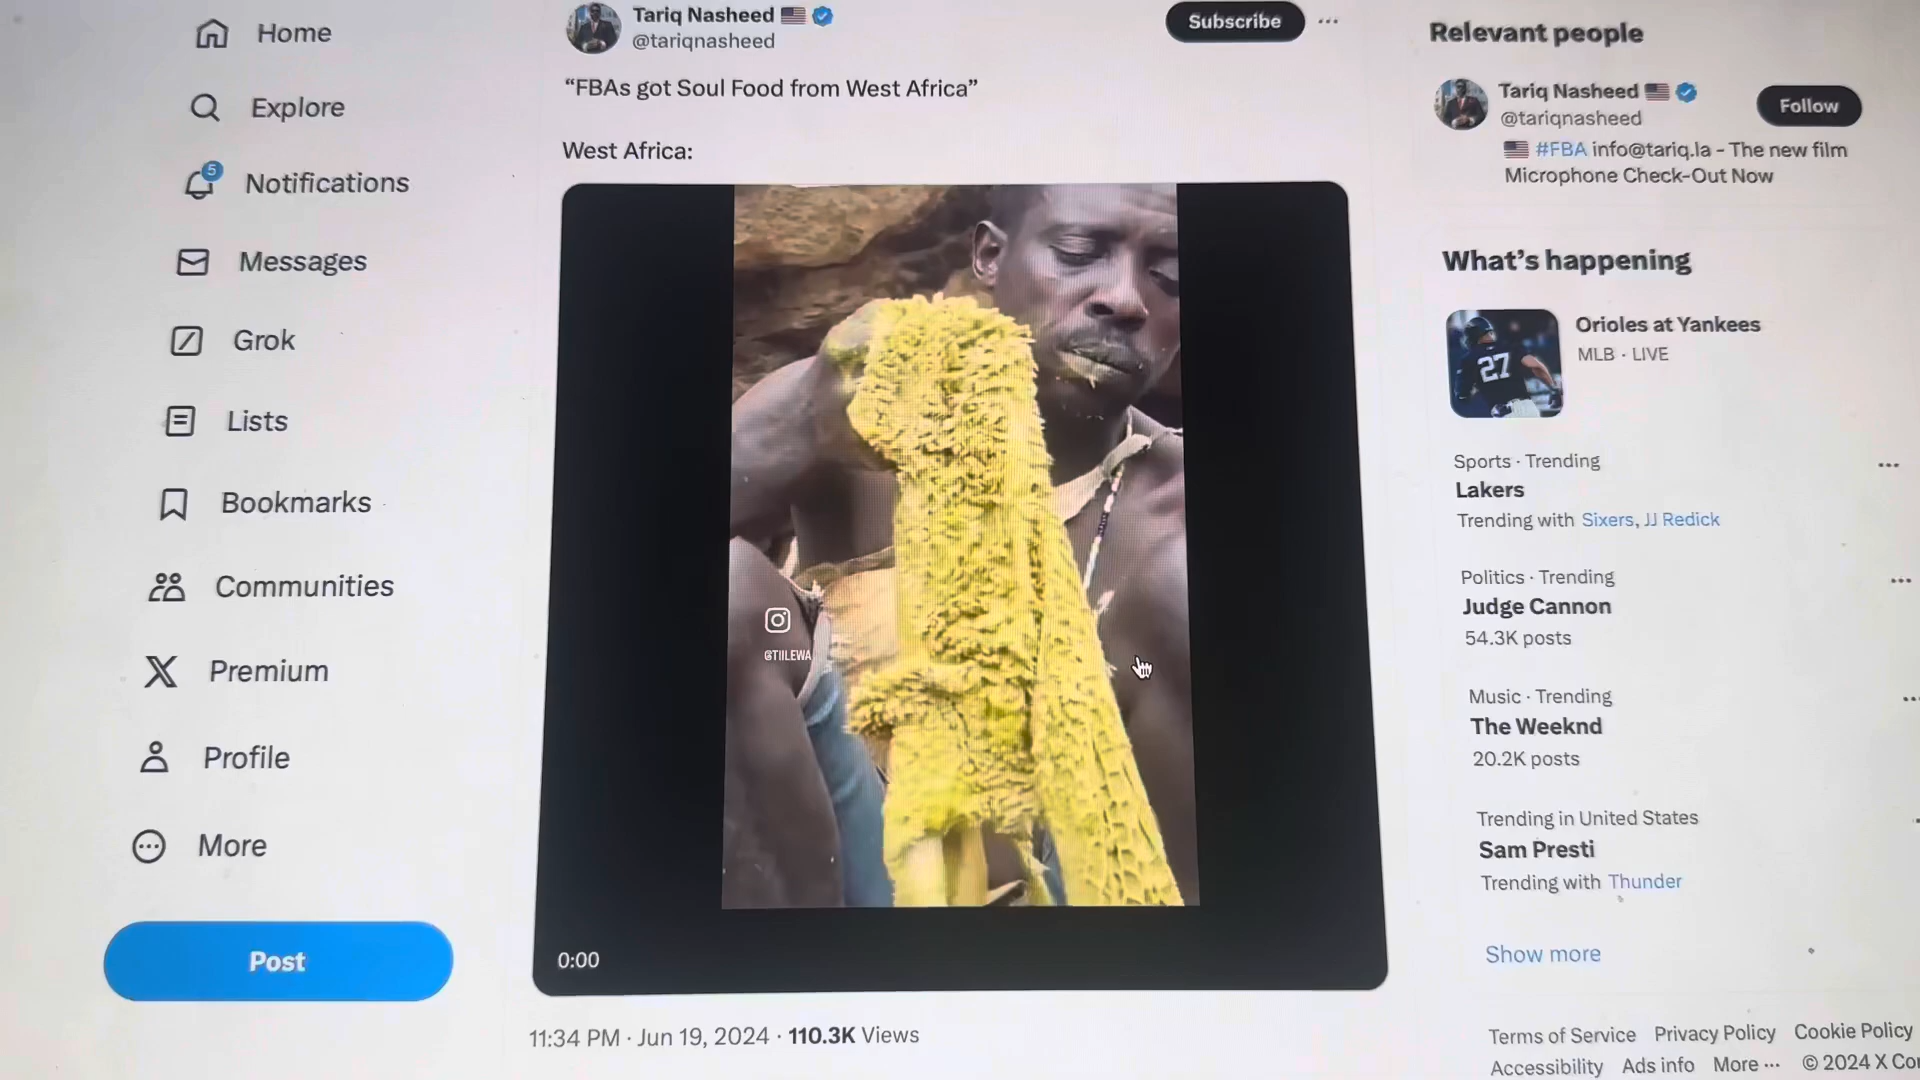 Home
Explore
5
Notifications
Messages
Grok
Lists
Bookmarks
Communities
Premium
Profile
More
Post
Tariq Nasheed
@tariqnasheed
Subscribe
“FBAs got Soul Food from West Africa”
West Africa:
@TIILEWA
0:00
11:34 PM · Jun 19, 2024 · 110.3K Views
Relevant people
Tariq Nasheed
@tariqnasheed
Follow
#FBA info@tariq.la - The new film
Microphone Check-Out Now
What’s happening
27
Orioles at Yankees
MLB · LIVE
Sports · Trending
Lakers
Trending with Sixers, JJ Redick
Politics · Trending
Judge Cannon
54.3K posts
Music · Trending
The Weeknd
20.2K posts
Trending in United States
Sam Presti
Trending with Thunder
Show more
Terms of Service Privacy Policy Cookie Policy
Accessibility Ads info More ··· © 2024 X Co